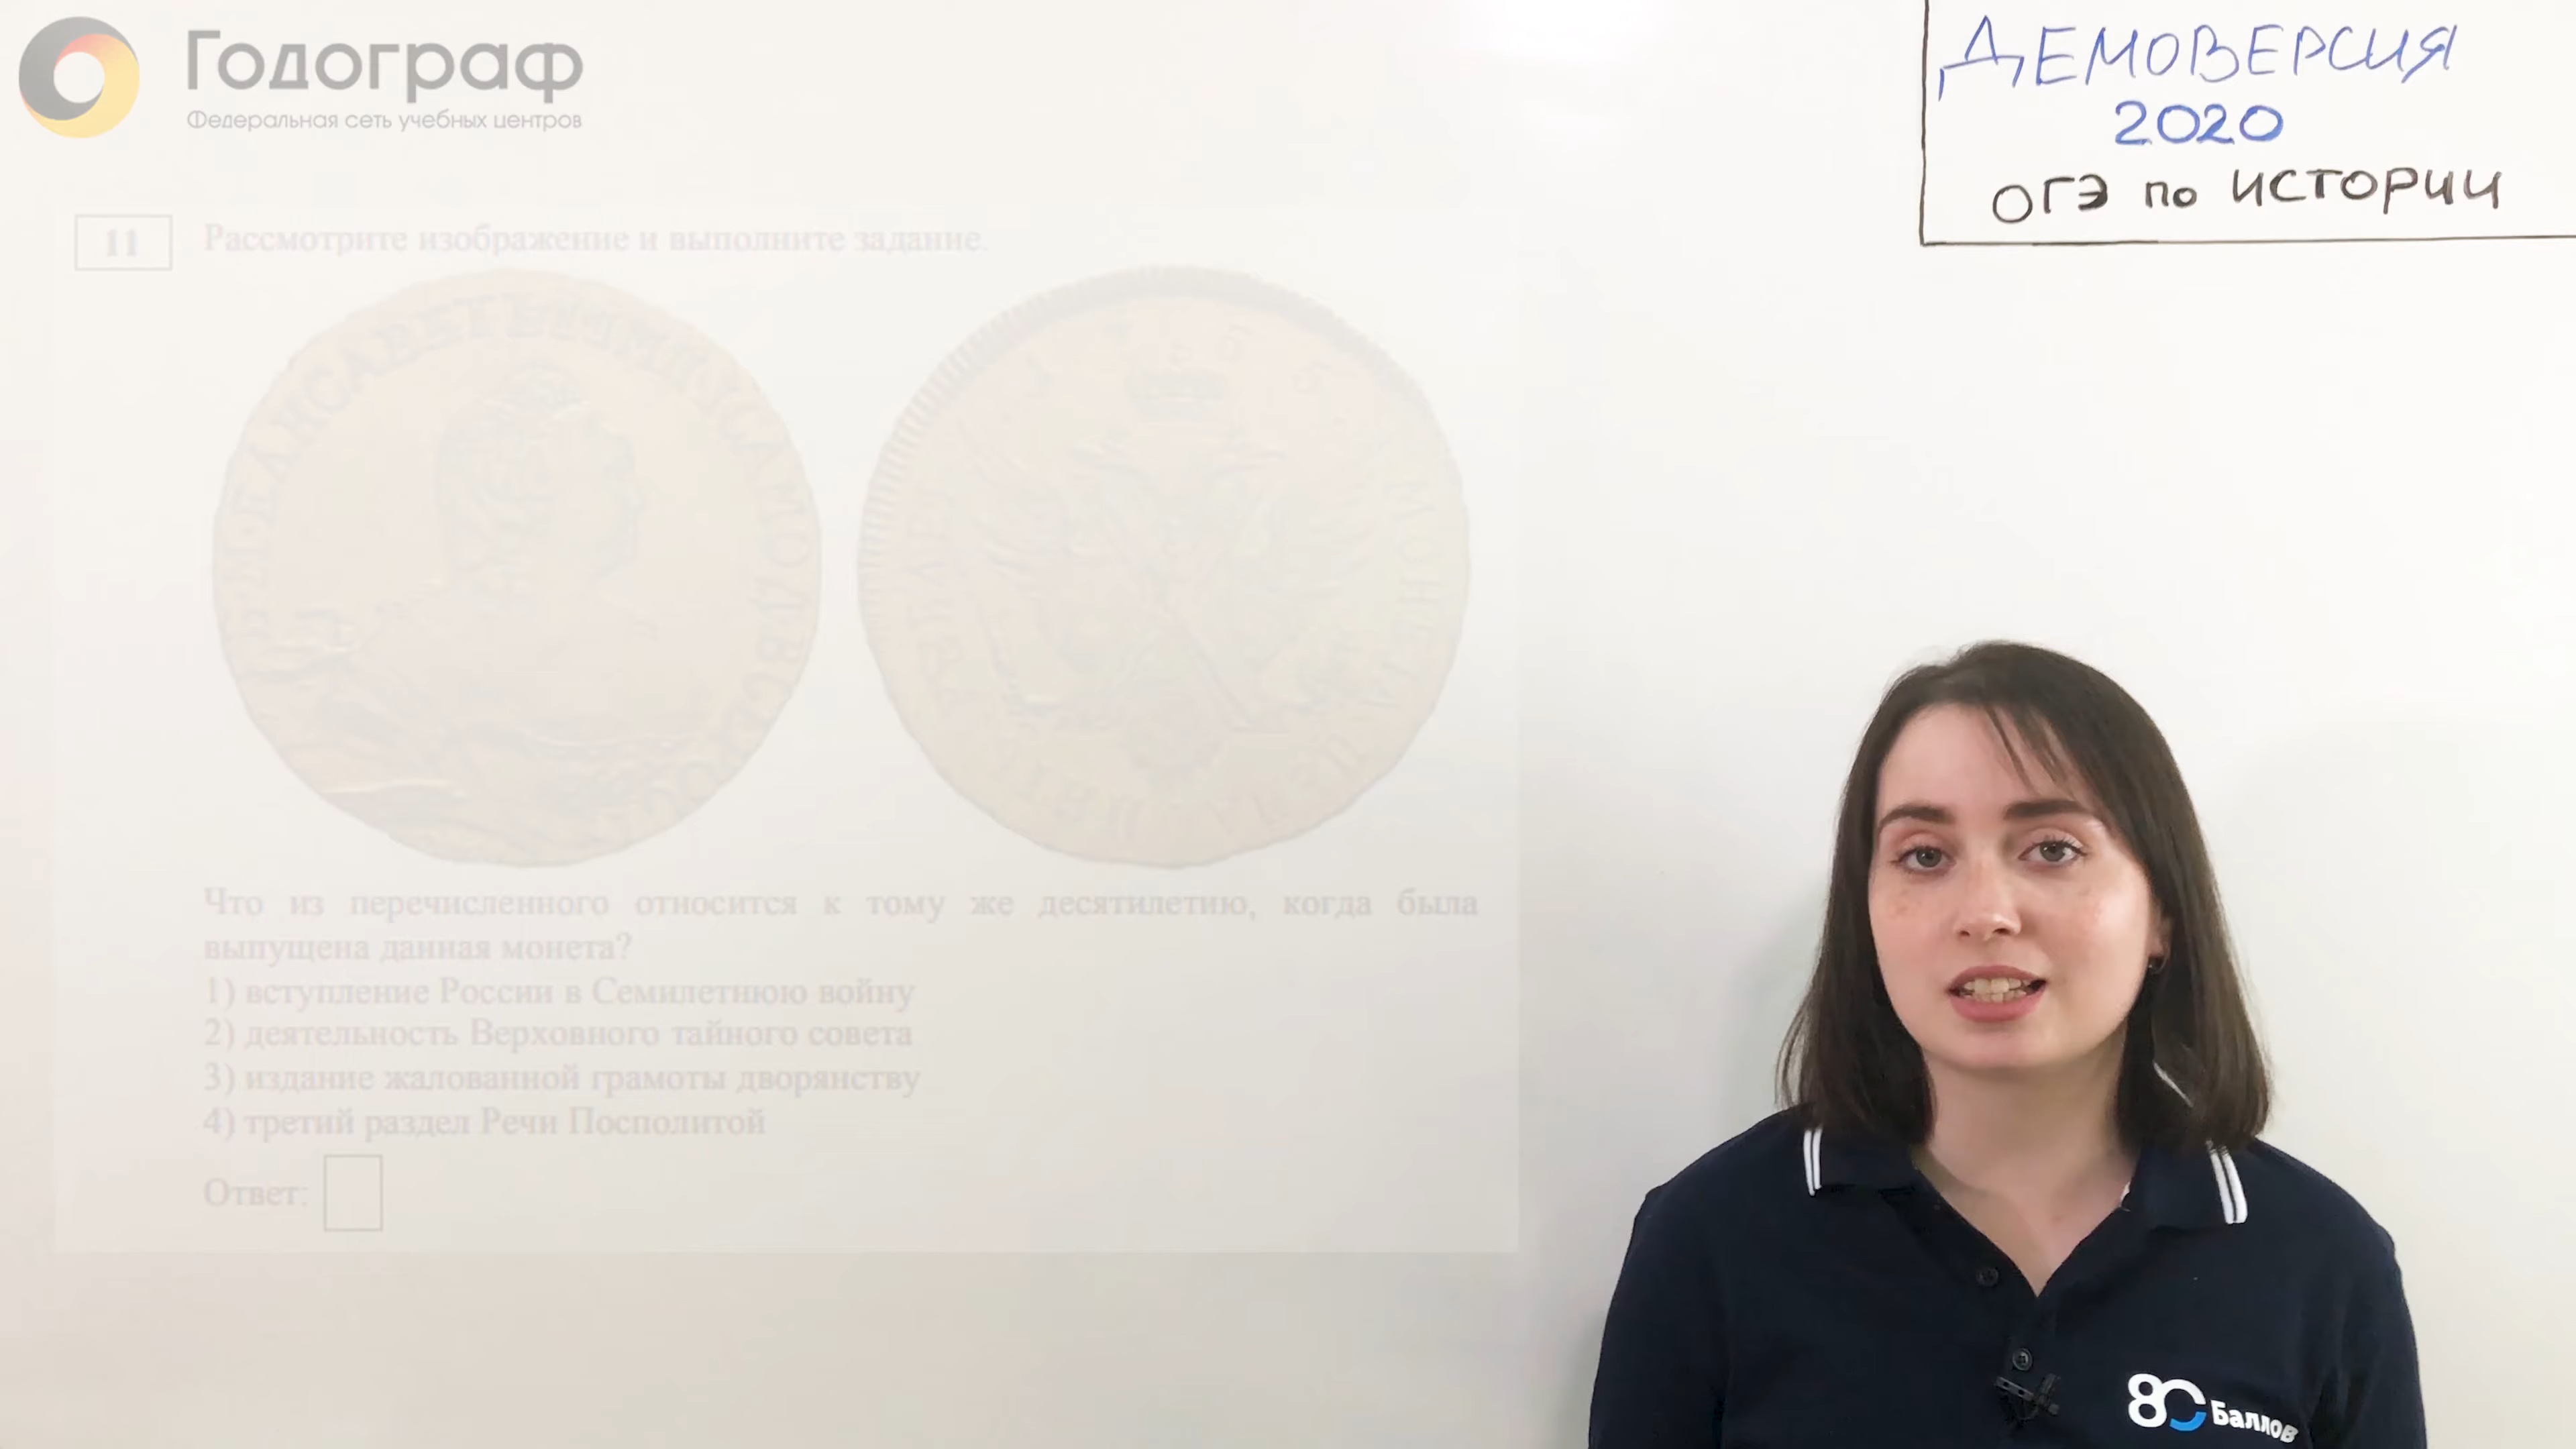 Годограф
Федеральная сеть учебных центров
ДЕМОВЕРСИЯ
2020
ОГЭ по ИСТОРИИ
11
Рассмотрите изображение и выполните задание.
Что из перечисленного относится к тому же десятилетию, когда была
выпущена данная монета?
1) вступление России в Семилетнюю войну
2) деятельность Верховного тайного совета
3) издание жалованной грамоты дворянству
4) третий раздел Речи Посполитой
Ответ:
80 Баллов